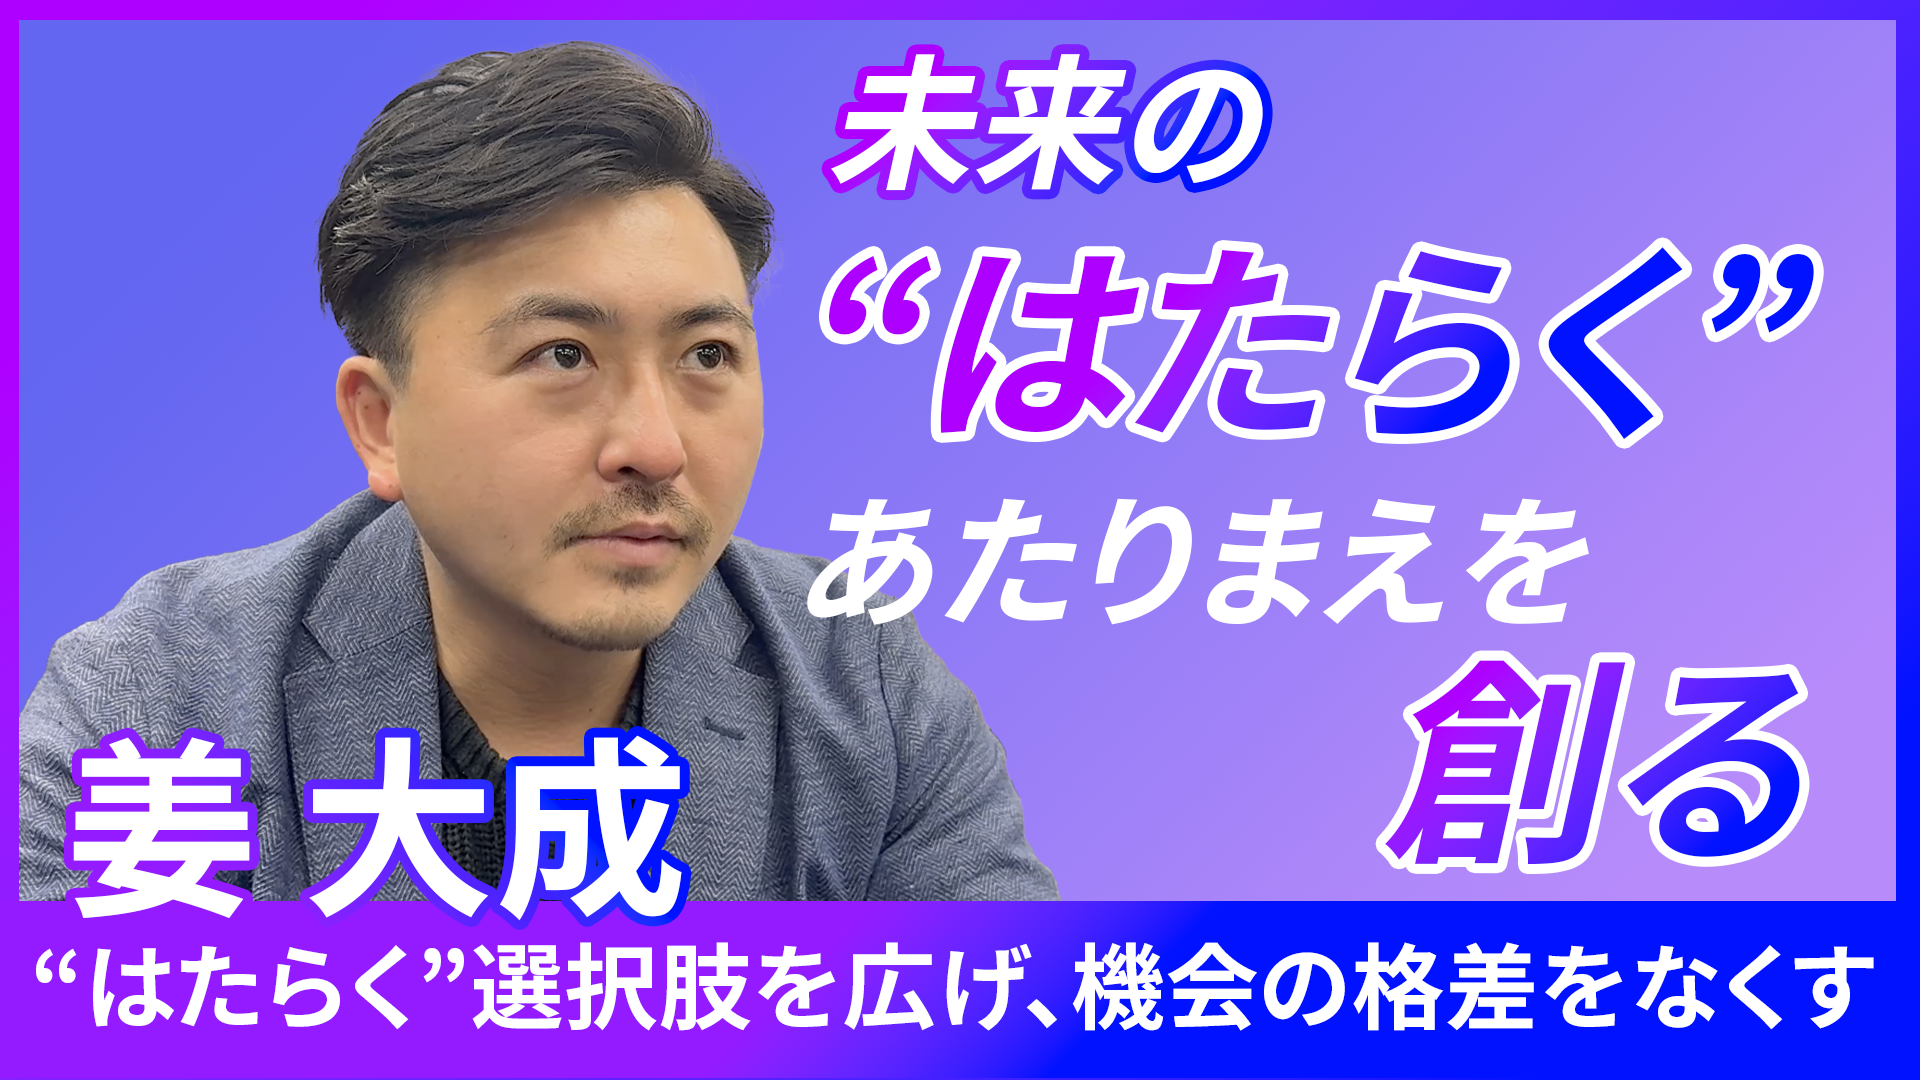 未来の
“はたらく”
あたりまえを
創る
姜 大成
“はたらく”選択肢を広げ、機会の格差をなくす